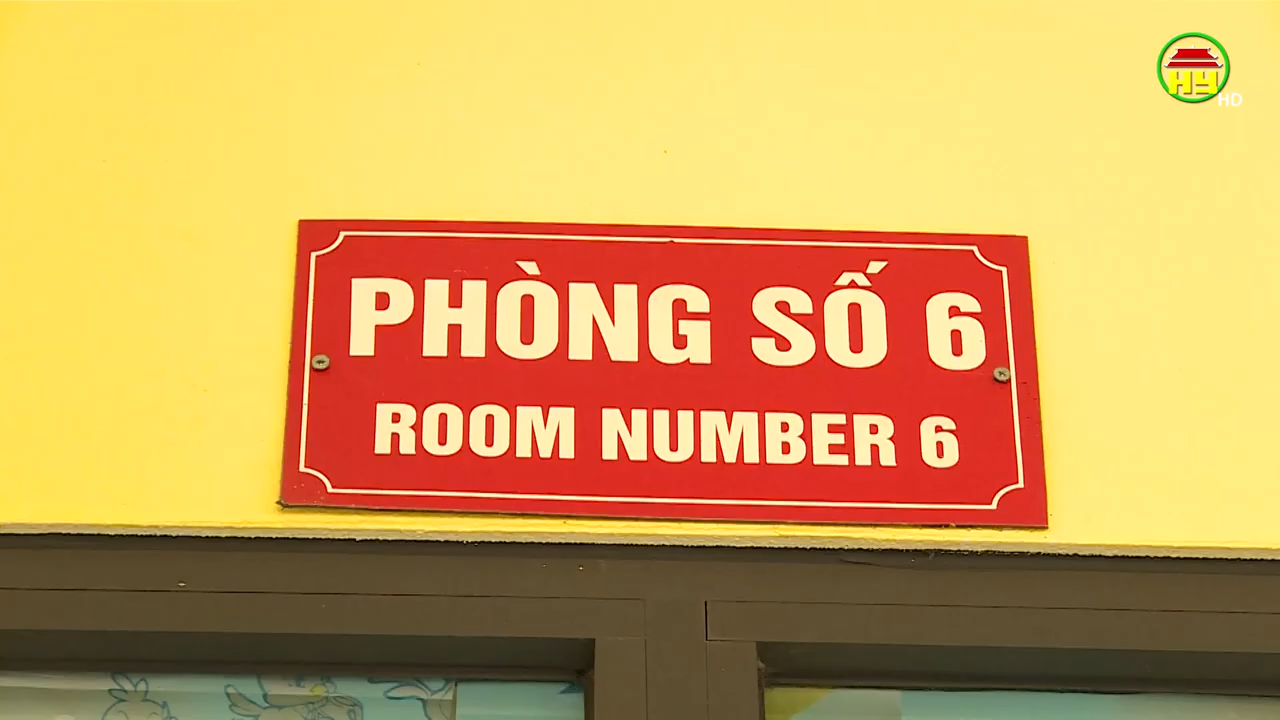 HY
HD
PHÒNG SỐ 6
ROOM NUMBER 6